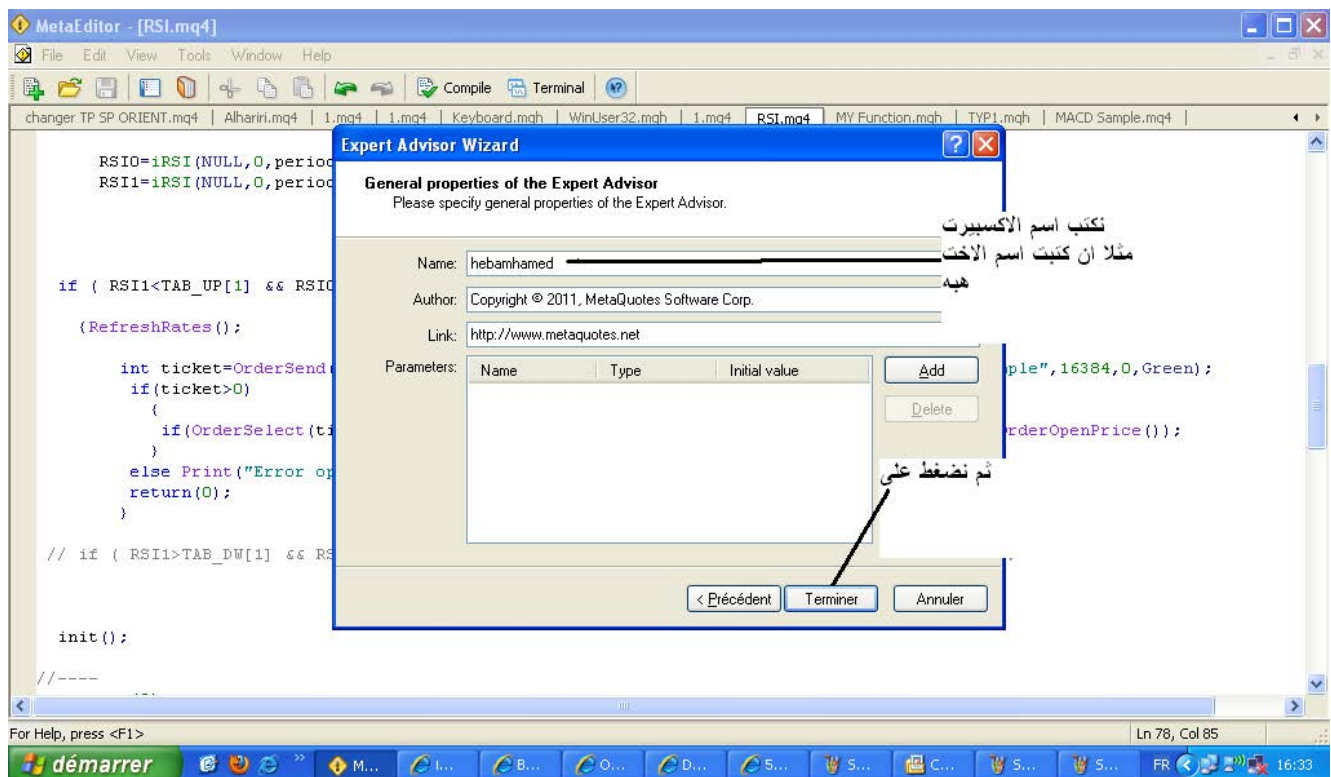 MetaEditor - [RSI.mq4]
File Edit View Tools Window Help
Compile Terminal
changer TP SP ORIENT.mq4 | Alhariri.mq4 | 1.mq4 | 1.mq4 | Keyboard.mqh | WinUser32.mqh | 1.mq4 | RSI.mq4 | MY Function.mqh | TYP1.mqh | MACD Sample.mq4 |
RSI0=iRSI(NULL,0,period
RSI1=iRSI(NULL,0,period
if ( RSI1<TAB_UP[1] && RSI0
{RefreshRates();
int ticket=OrderSend( ple",16384,0,Green);
if(ticket>0)
{
if(OrderSelect(ti rderOpenPrice());
}
else Print("Error op
return(0);
}
// if ( RSI1>TAB_DW[1] && RS
init();
//----
Expert Advisor Wizard
General properties of the Expert Advisor
Please specify general properties of the Expert Advisor.
نكتب اسم الاكسبيرت
مثلا ان كتبت اسم الاخت
هبه
Name: hebamhamed
Author: Copyright © 2011, MetaQuotes Software Corp.
Link: http://www.metaquotes.net
Parameters: Name Type Initial value
Add
Delete
ثم نضغط على
< Précédent Terminer Annuler
For Help, press <F1> Ln 78, Col 85
démarrer M... I... B... O... D... 5... S... C... S... S... FR 16:33